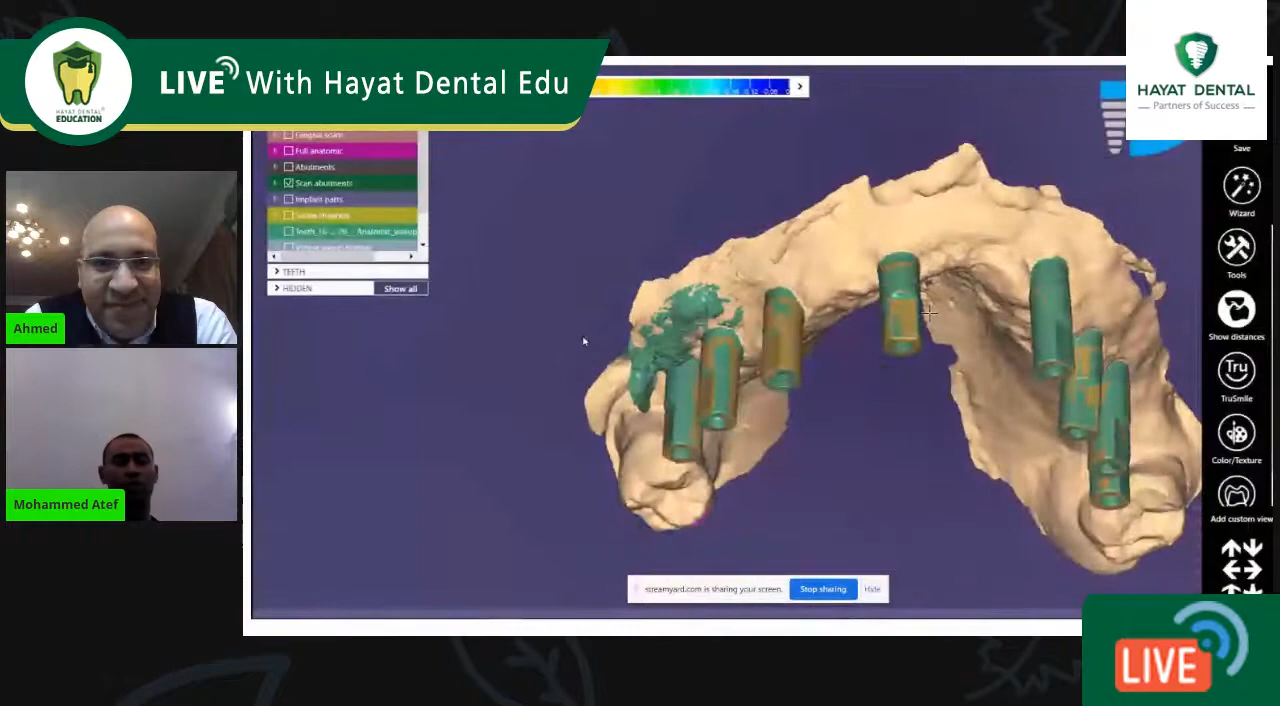 LIVE With Hayat Dental Edu
HAYAT DENTAL
EDUCATION
HAYAT DENTAL
Partners of Success
Full anatomic
Abutments
Scan abutments
Implant parts
TEETH
HIDDEN
Show all
Ahmed
Mohammed Atef
Save
Wizard
Tools
Show distances
Tru
TruSmile
Color/Texture
Add custom view
streamyard.com is sharing your screen.
Stop sharing
Hide
LIVE